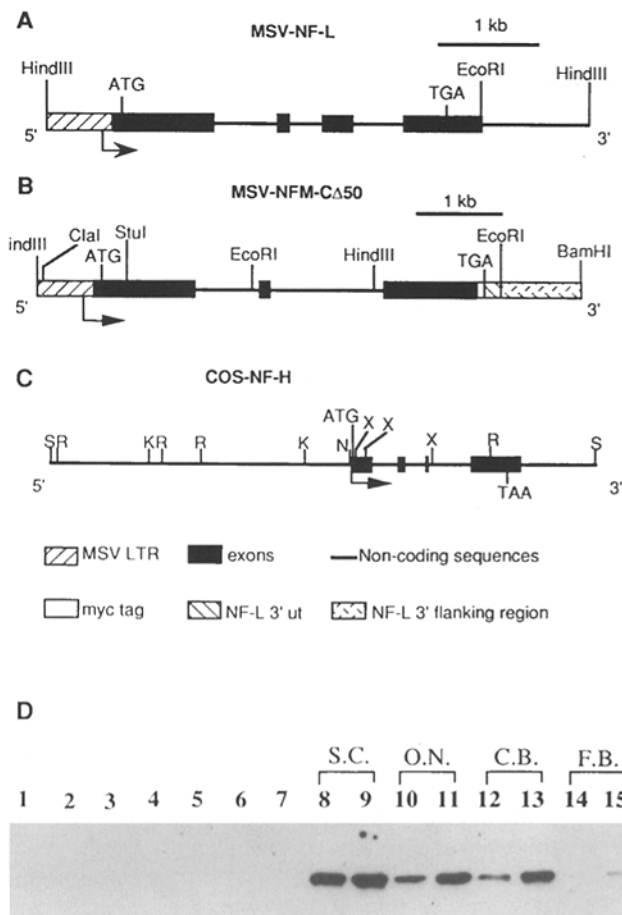 A
MSV-NF-L
1 kb
HindIII
ATG
TGA
EcoRI
HindIII
5'
3'
B
MSV-NFM-CΔ50
1 kb
indIII
ClaI
StuI
ATG
EcoRI
HindIII
TGA
EcoRI
BamHI
5'
3'
C
COS-NF-H
SR
KR
R
K
N
ATG
X
X
X
R
S
5'
TAA
3'
MSV LTR
exons
Non-coding sequences
myc tag
NF-L 3' ut
NF-L 3' flanking region
D
S.C. O.N. C.B. F.B.
1 2 3 4 5 6 7 8 9 10 11 12 13 14 15